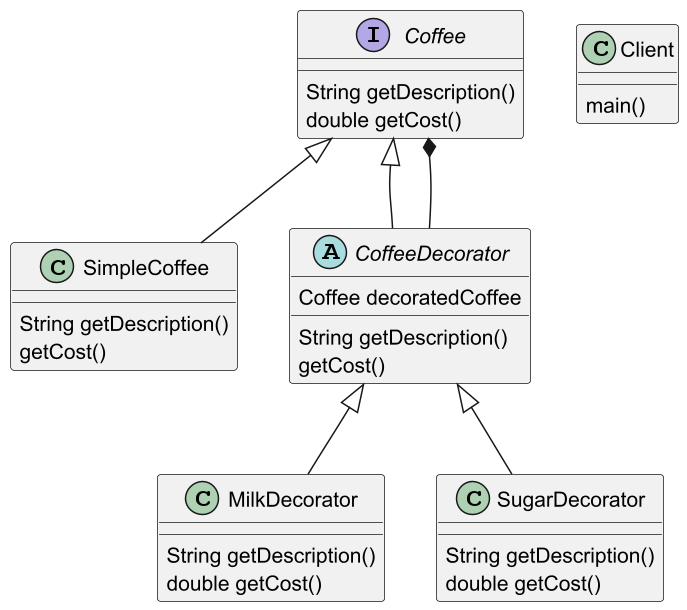 I Coffee
String getDescription()
double getCost()
C Client
main()
C SimpleCoffee
String getDescription()
getCost()
A CoffeeDecorator
Coffee decoratedCoffee
String getDescription()
getCost()
C MilkDecorator
String getDescription()
double getCost()
C SugarDecorator
String getDescription()
double getCost()